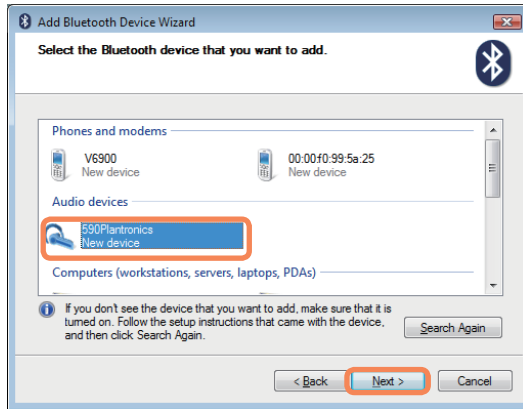 Add Bluetooth Device Wizard
Select the Bluetooth device that you want to add.
Phones and modems
V6900
New device
00:00:f0:99:5a:25
New device
Audio devices
590Plantronics
New device
Computers (workstations, servers, laptops, PDAs)
If you don't see the device that you want to add, make sure that it is
turned on. Follow the setup instructions that came with the device,
and then click Search Again.
Search Again
< Back
Next >
Cancel